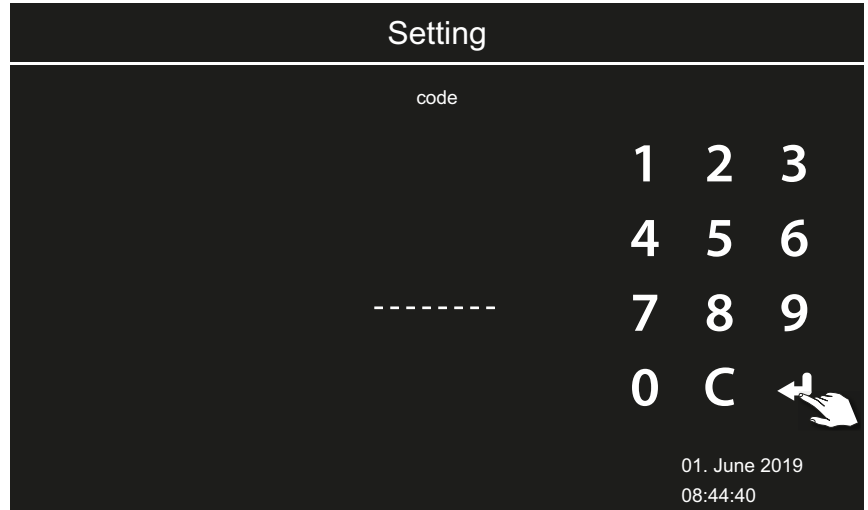 Setting
code
1 2 3
4 5 6
--------
7 8 9
0 C
01. June 2019
08:44:40